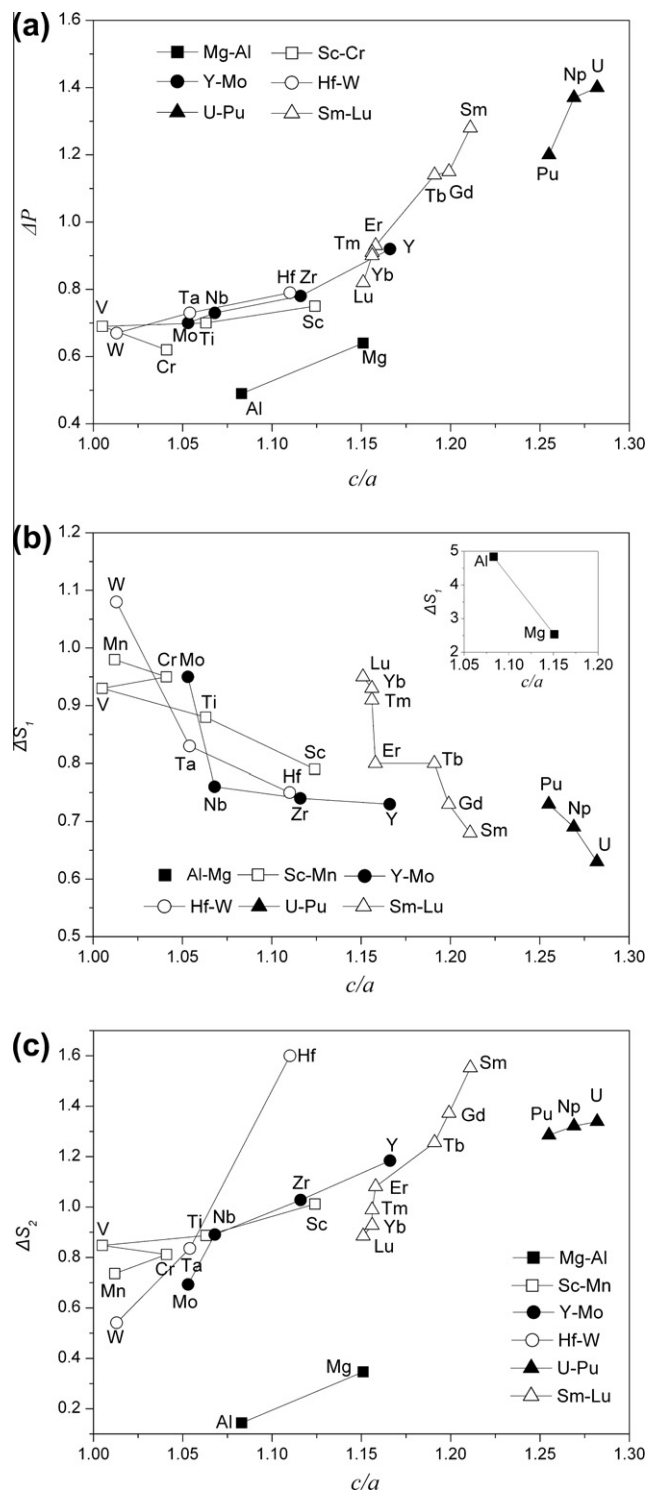 (a)
1.6
1.4
1.2
1.0
0.8
0.6
0.4
ΔP
Mg-Al Sc-Cr
Y-Mo Hf-W
U-Pu Sm-Lu
U
Np
Pu
Sm
Tb Gd
Er
Tm Y
Yb
Lu
Hf Zr
Ta Nb
V
W Mo Ti Sc
Cr Mg
Al
1.00 1.05 1.10 1.15 1.20 1.25 1.30
c/a
(b)
1.2
1.1
1.0
0.9
0.8
0.7
0.6
0.5
ΔS1
5
4
3
2
ΔS1
Al
Mg
1.05 1.10 1.15 1.20
c/a
W
Mn Cr Mo
V Ti
Ta Sc
Hf
Nb Zr Y
Lu
Yb
Tm
Er Tb
Gd
Sm
Pu
Np
U
Al-Mg Sc-Mn Y-Mo
Hf-W U-Pu Sm-Lu
1.00 1.05 1.10 1.15 1.20 1.25 1.30
c/a
(c)
1.6
1.4
1.2
1.0
0.8
0.6
0.4
0.2
ΔS2
Hf
Sm
Gd
Tb
U
Np
Pu
Y
Zr
Er
Tm
Yb
Lu
V Ti Nb
Sc
Mn Cr Ta
Mo
W
Mg
Al
Mg-Al
Sc-Mn
Y-Mo
Hf-W
U-Pu
Sm-Lu
1.00 1.05 1.10 1.15 1.20 1.25 1.30
c/a